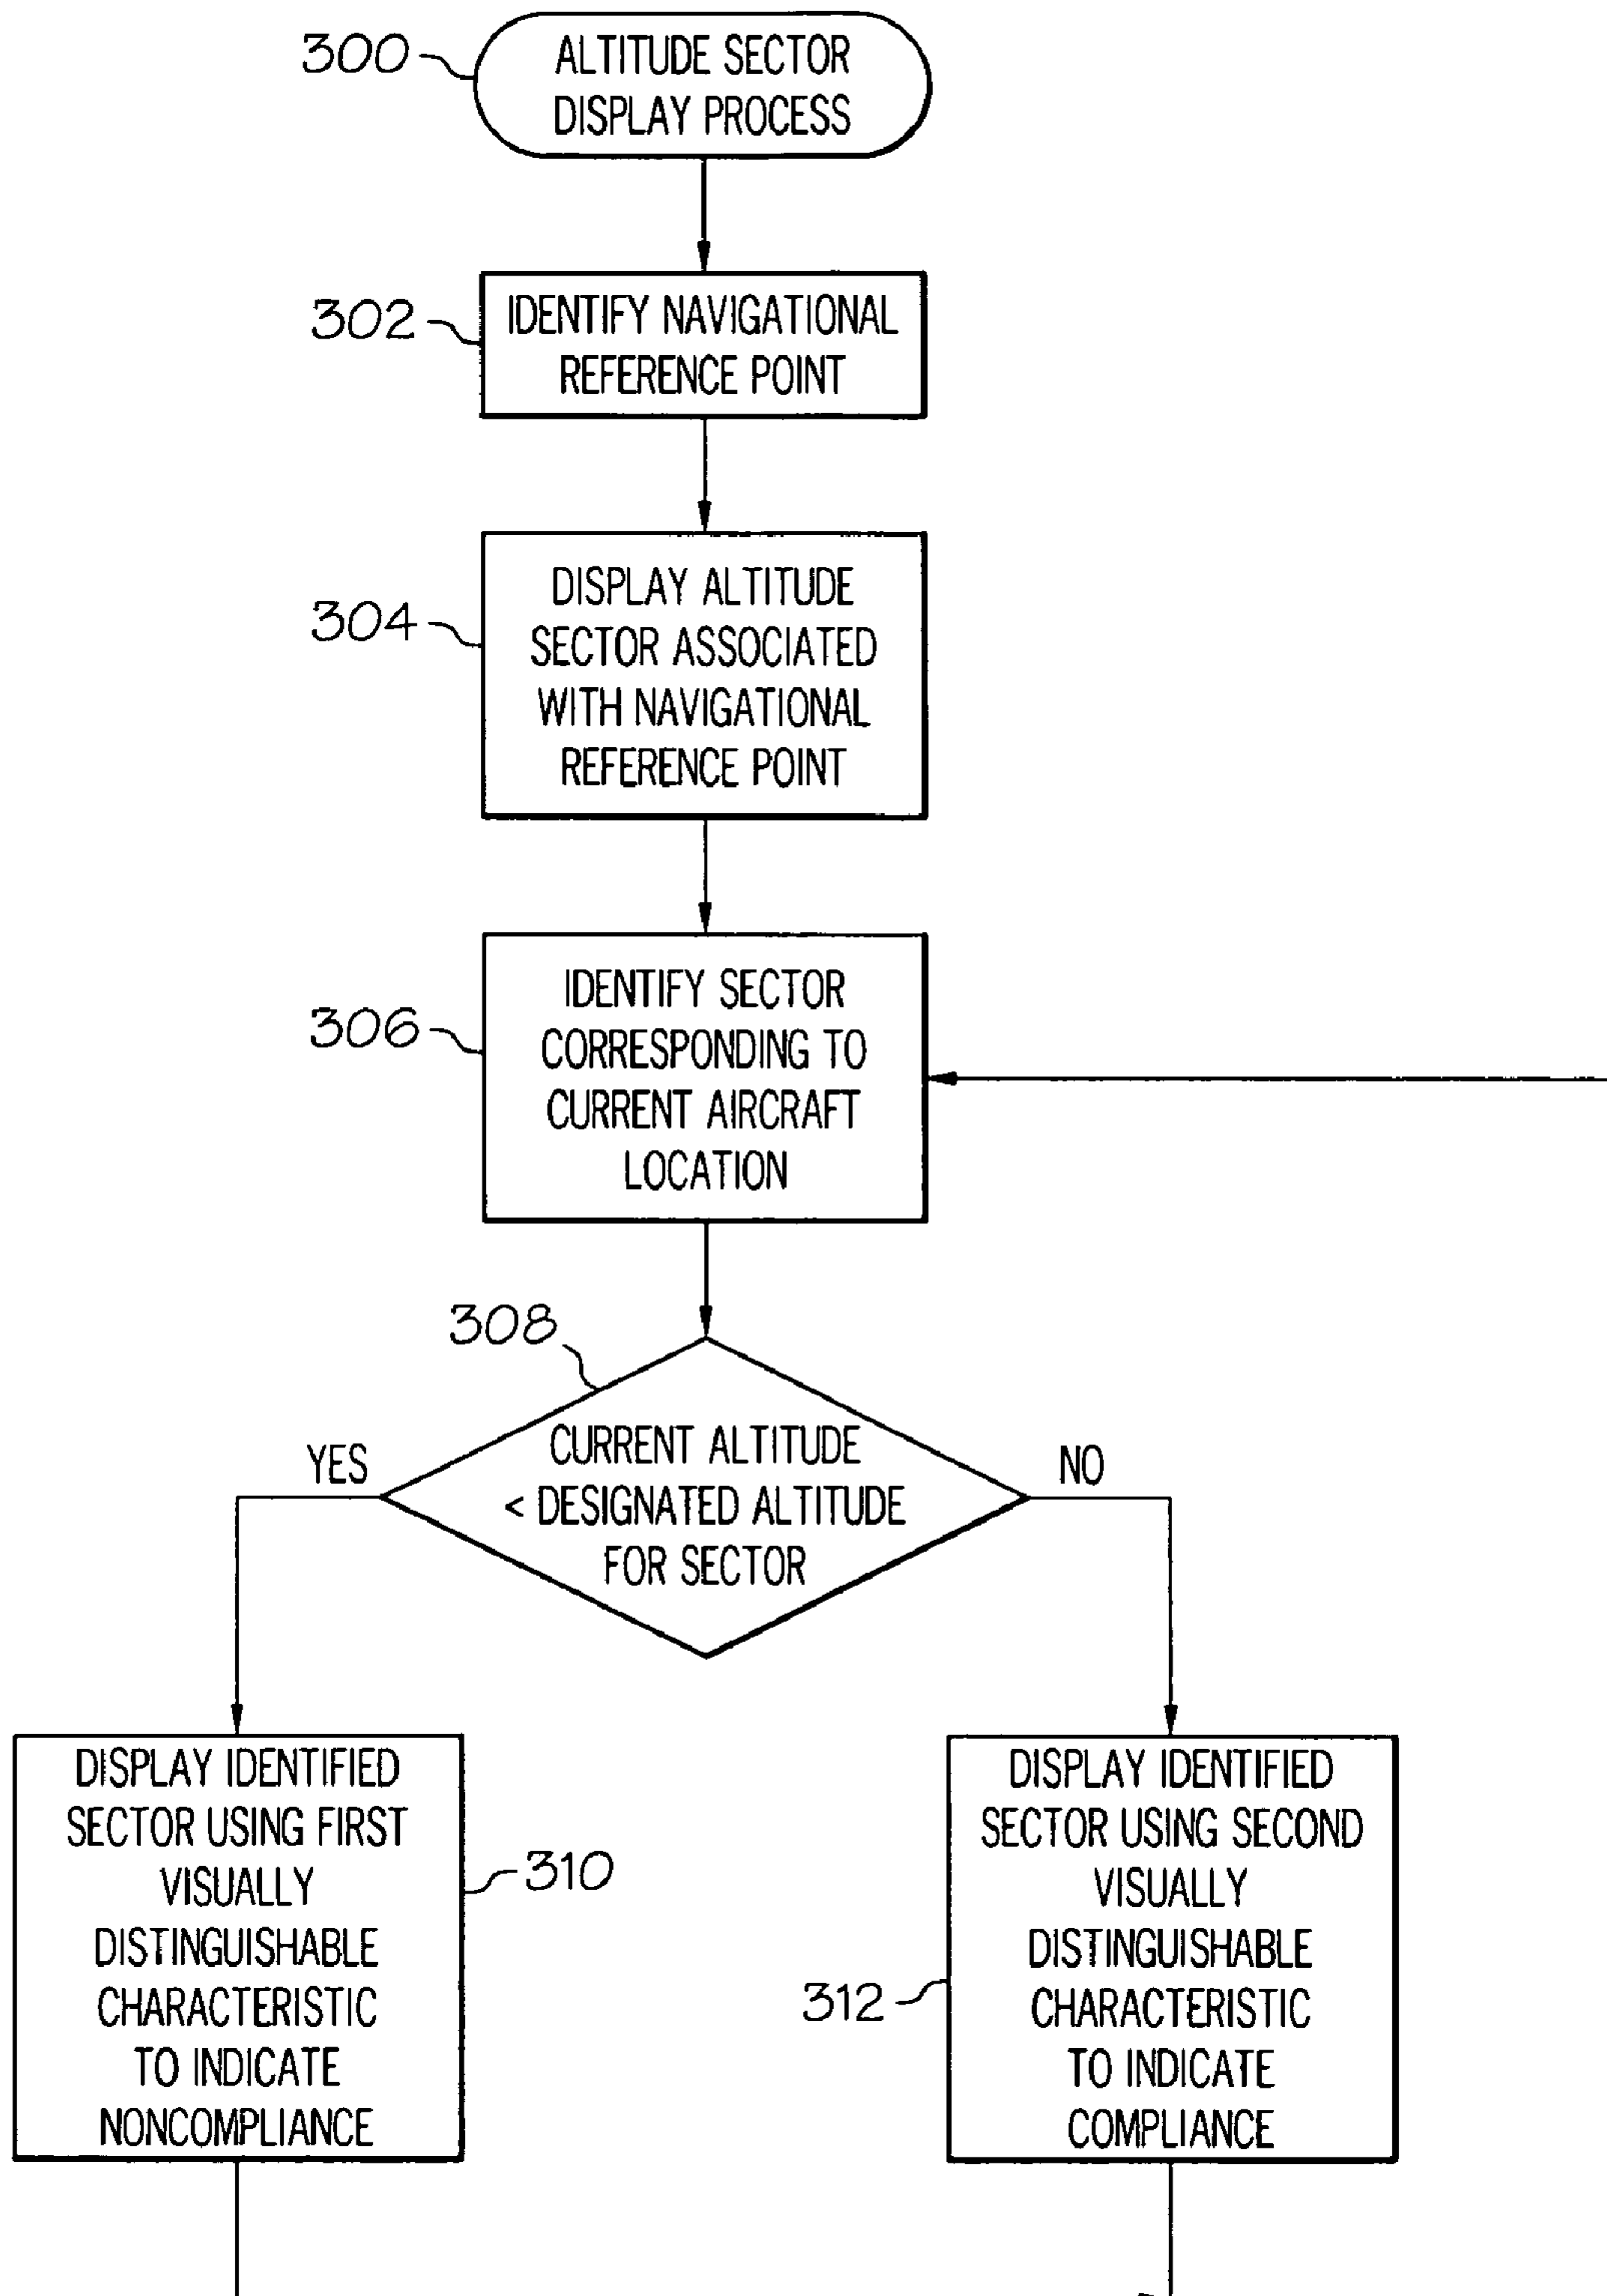 300
ALTITUDE SECTOR
DISPLAY PROCESS
302
IDENTIFY NAVIGATIONAL
REFERENCE POINT
304
DISPLAY ALTITUDE
SECTOR ASSOCIATED
WITH NAVIGATIONAL
REFERENCE POINT
306
IDENTIFY SECTOR
CORRESPONDING TO
CURRENT AIRCRAFT
LOCATION
308
CURRENT ALTITUDE
< DESIGNATED ALTITUDE
FOR SECTOR
YES
NO
DISPLAY IDENTIFIED
SECTOR USING FIRST
VISUALLY
DISTINGUISHABLE
CHARACTERISTIC
TO INDICATE
NONCOMPLIANCE
310
312
DISPLAY IDENTIFIED
SECTOR USING SECOND
VISUALLY
DISTINGUISHABLE
CHARACTERISTIC
TO INDICATE
COMPLIANCE